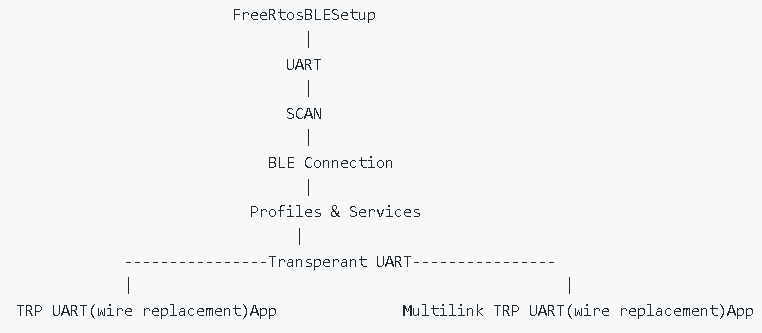 FreeRtosBLESetup
|
UART
|
SCAN
|
BLE Connection
|
Profiles & Services
|
----------------Transperant UART----------------
| |
TRP UART(wire replacement)App Multilink TRP UART(wire replacement)App